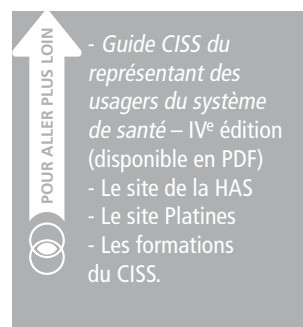 POUR ALLER PLUS LOIN
- Guide CISS du
représentant des
usagers du système
de santé – IVe édition
(disponible en PDF)
- Le site de la HAS
- Le site Platines
- Les formations
du CISS.